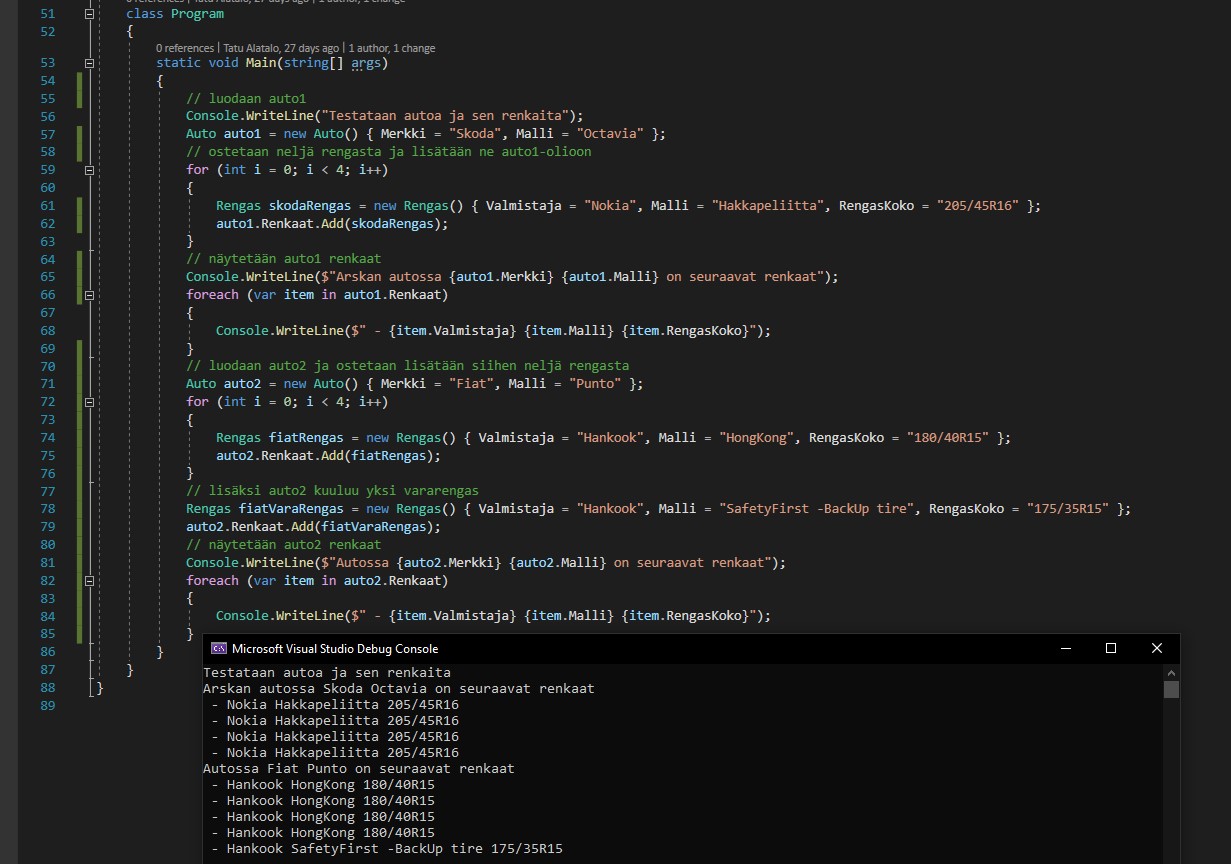 0 references | Tatu Alatalo, 27 days ago | 1 author, 1 change
51 class Program
52 {
0 references | Tatu Alatalo, 27 days ago | 1 author, 1 change
53 static void Main(string[] args)
54 {
55 // luodaan auto1
56 Console.WriteLine("Testataan autoa ja sen renkaita");
57 Auto auto1 = new Auto() { Merkki = "Skoda", Malli = "Octavia" };
58 // ostetaan neljä rengasta ja lisätään ne auto1-olioon
59 for (int i = 0; i < 4; i++)
60 {
61 Rengas skodaRengas = new Rengas() { Valmistaja = "Nokia", Malli = "Hakkapeliitta", RengasKoko = "205/45R16" };
62 auto1.Renkaat.Add(skodaRengas);
63 }
64 // näytetään auto1 renkaat
65 Console.WriteLine($"Arskan autossa {auto1.Merkki} {auto1.Malli} on seuraavat renkaat");
66 foreach (var item in auto1.Renkaat)
67 {
68 Console.WriteLine($" - {item.Valmistaja} {item.Malli} {item.RengasKoko}");
69 }
70 // luodaan auto2 ja ostetaan lisätään siihen neljä rengasta
71 Auto auto2 = new Auto() { Merkki = "Fiat", Malli = "Punto" };
72 for (int i = 0; i < 4; i++)
73 {
74 Rengas fiatRengas = new Rengas() { Valmistaja = "Hankook", Malli = "HongKong", RengasKoko = "180/40R15" };
75 auto2.Renkaat.Add(fiatRengas);
76 }
77 // lisäksi auto2 kuuluu yksi vararengas
78 Rengas fiatVaraRengas = new Rengas() { Valmistaja = "Hankook", Malli = "SafetyFirst -BackUp tire", RengasKoko = "175/35R15" };
79 auto2.Renkaat.Add(fiatVaraRengas);
80 // näytetään auto2 renkaat
81 Console.WriteLine($"Autossa {auto2.Merkki} {auto2.Malli} on seuraavat renkaat");
82 foreach (var item in auto2.Renkaat)
83 {
84 Console.WriteLine($" - {item.Valmistaja} {item.Malli} {item.RengasKoko}");
85 }
86 }
87 }
88 }
89
Microsoft Visual Studio Debug Console
Testataan autoa ja sen renkaita
Arskan autossa Skoda Octavia on seuraavat renkaat
- Nokia Hakkapeliitta 205/45R16
- Nokia Hakkapeliitta 205/45R16
- Nokia Hakkapeliitta 205/45R16
- Nokia Hakkapeliitta 205/45R16
Autossa Fiat Punto on seuraavat renkaat
- Hankook HongKong 180/40R15
- Hankook HongKong 180/40R15
- Hankook HongKong 180/40R15
- Hankook HongKong 180/40R15
- Hankook SafetyFirst -BackUp tire 175/35R15